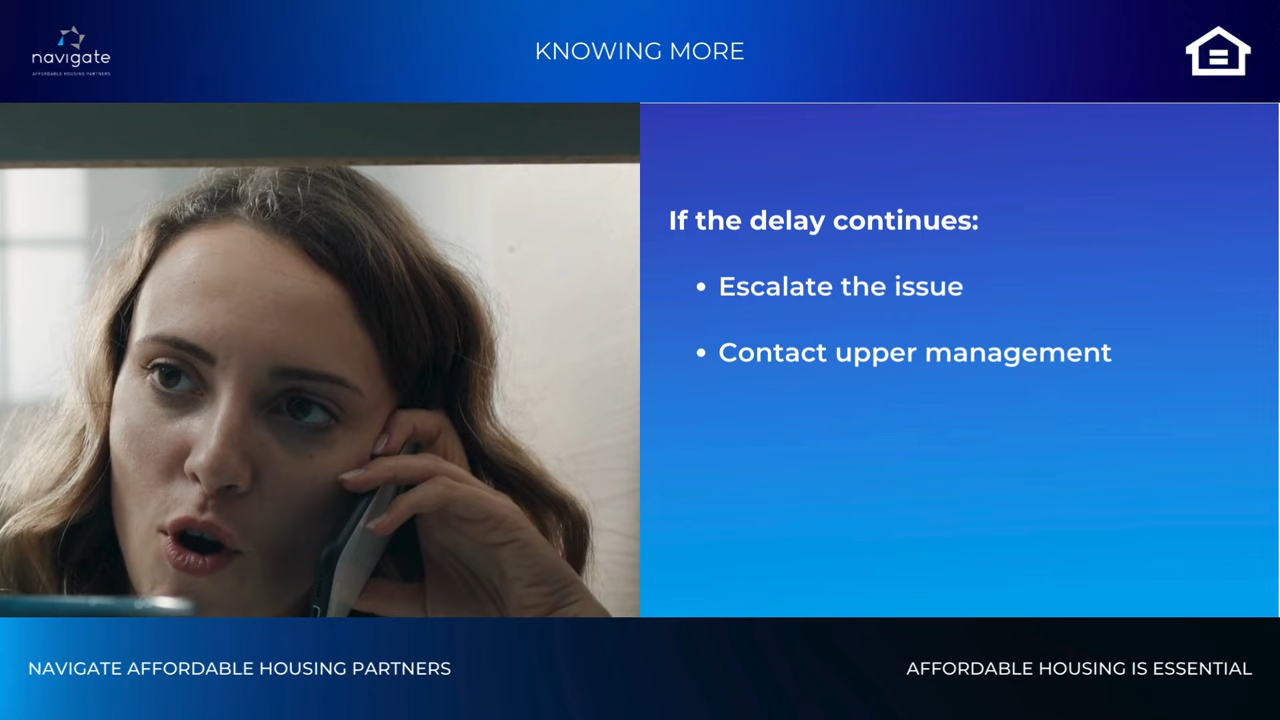 navigate
AFFORDABLE HOUSING PARTNERS
KNOWING MORE
If the delay continues:
• Escalate the issue
• Contact upper management
NAVIGATE AFFORDABLE HOUSING PARTNERS
AFFORDABLE HOUSING IS ESSENTIAL